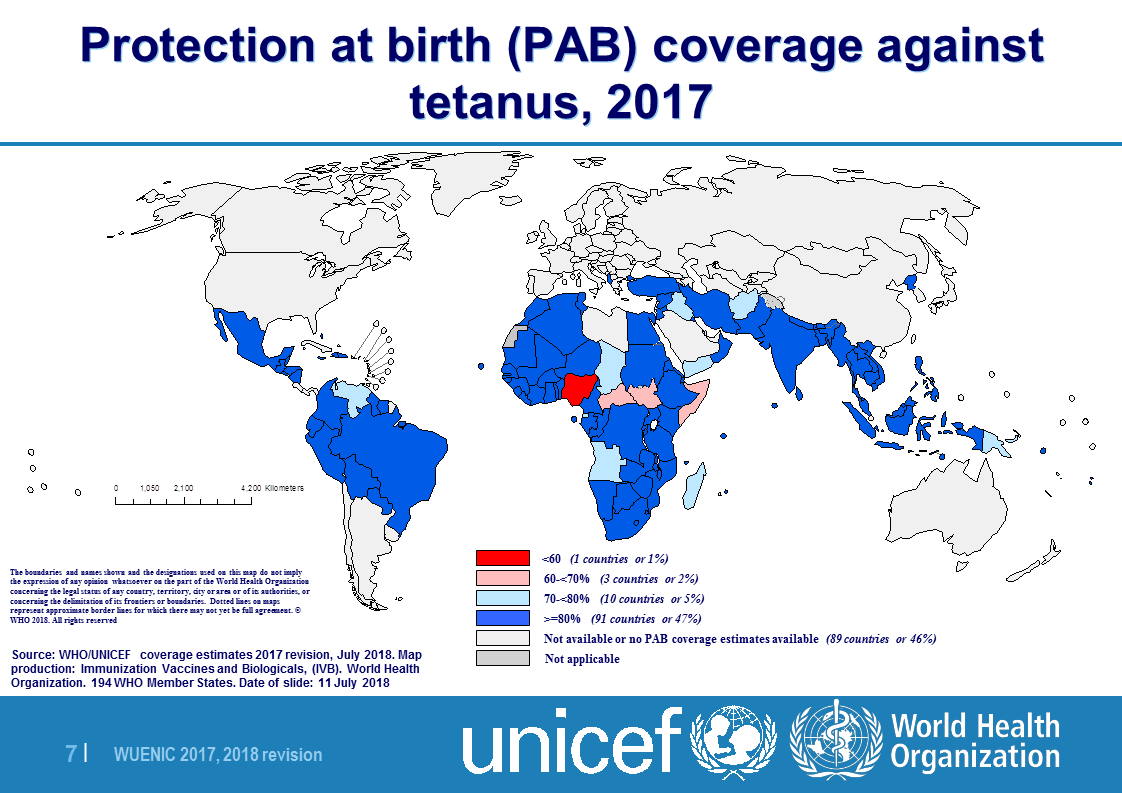 Protection at birth (PAB) coverage against
tetanus, 2017
0 1,050 2,100 4,200 Kilometers
<60 (1 countries or 1%)
60-<70% (3 countries or 2%)
70-<80% (10 countries or 5%)
>=80% (91 countries or 47%)
Not available or no PAB coverage estimates available (89 countries or 46%)
Not applicable
The boundaries and names shown and the designations used on this map do not imply
the expression of any opinion whatsoever on the part of the World Health Organization
concerning the legal status of any country, territory, city or area or of its authorities, or
concerning the delimitation of its frontiers or boundaries. Dotted lines on maps
represent approximate border lines for which there may not yet be full agreement. ©
WHO 2018. All rights reserved
Source: WHO/UNICEF coverage estimates 2017 revision, July 2018. Map
production: Immunization Vaccines and Biologicals, (IVB). World Health
Organization. 194 WHO Member States. Date of slide: 11 July 2018
7 | WUENIC 2017, 2018 revision
unicef
World Health
Organization